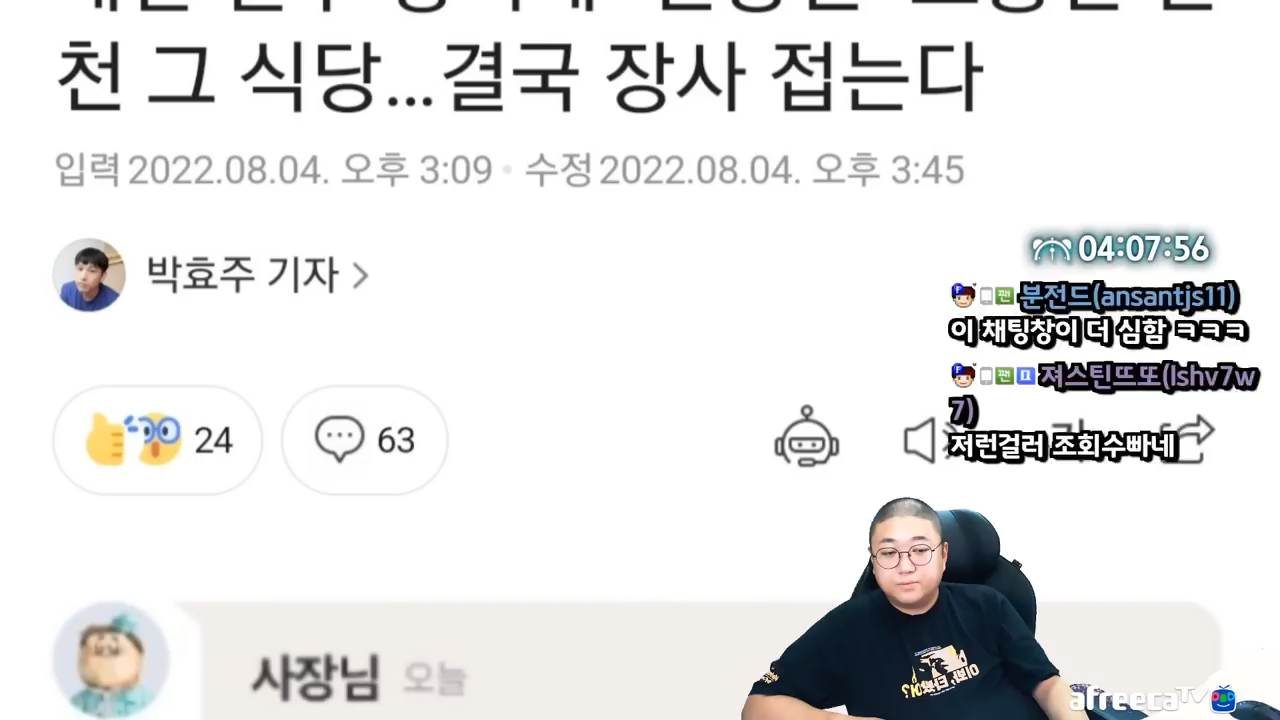 천 그 식당...결국 장사 접는다
입력 2022.08.04. 오후 3:09 · 수정 2022.08.04. 오후 3:45
박효주 기자 >
24
63
04:07:56
분전드(ansantjs11)
이 채팅창이 더 심함 ㅋㅋㅋ
져스틴뜨또(lshv7w
7)
저런걸러 조회수빠네
사장님 오늘
afreecaTV